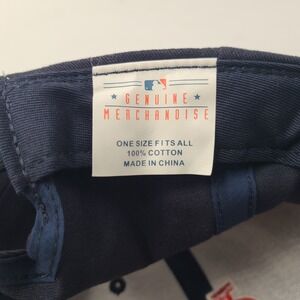 GENUINE
MERCHANDISE
ONE SIZE FITS ALL
100% COTTON
MADE IN CHINA